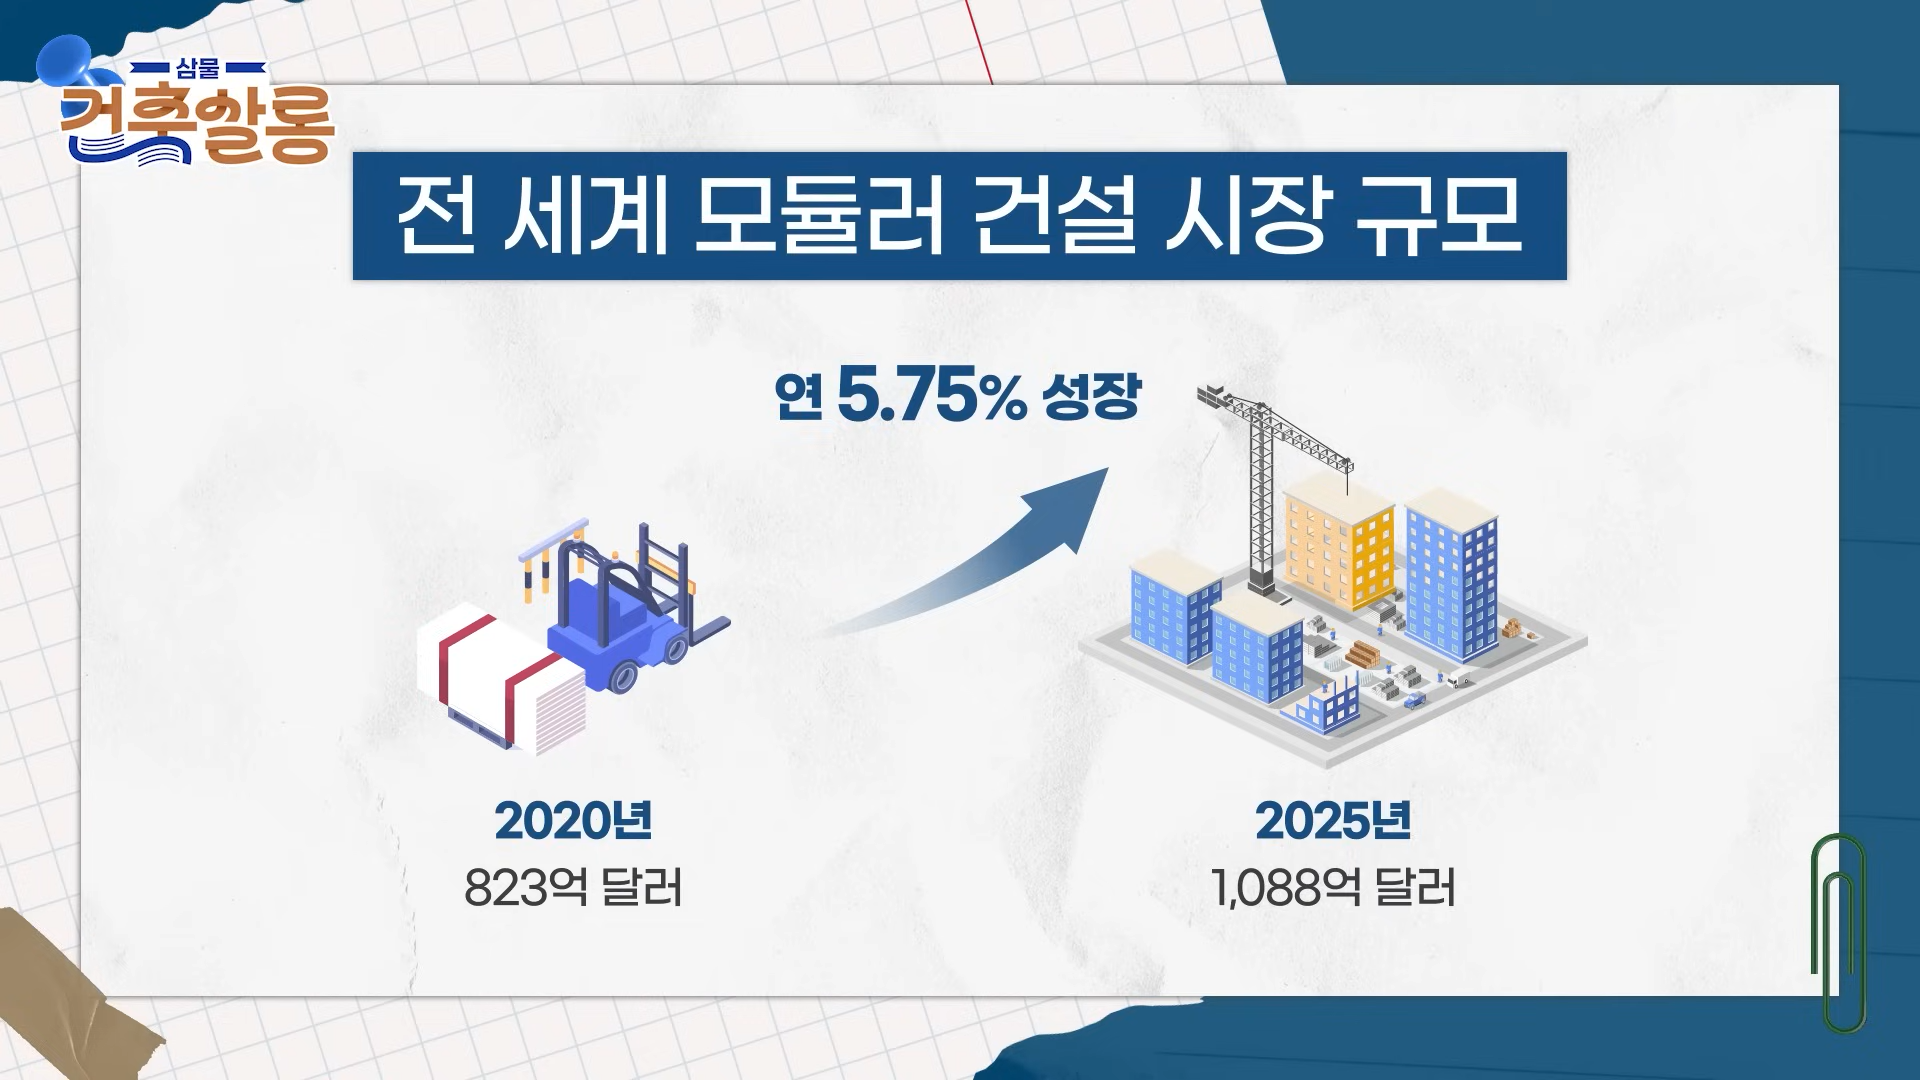 삼물
건축알롱
전 세계 모듈러 건설 시장 규모
연 5.75% 성장
2020년
823억 달러
2025년
1,088억 달러